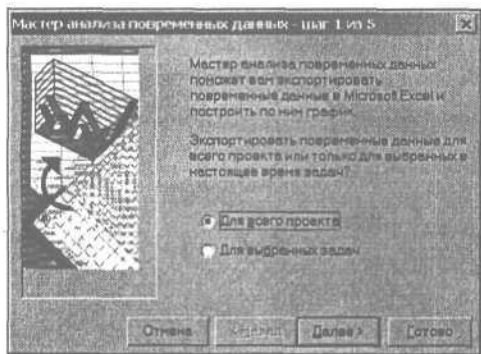 Мастер анализа повременных данных - шаг 1 из 5
Мастер анализа повременных данных
поможет вам экспортировать
повременные данные в Microsoft Excel и
построить по ним график.
Экспортировать повременные данные для
всего проекта или только для выбранных в
настоящее время задач?
Для всего проекта
Для выбранных задач
Отмена
< Назад
Далее >
Готово